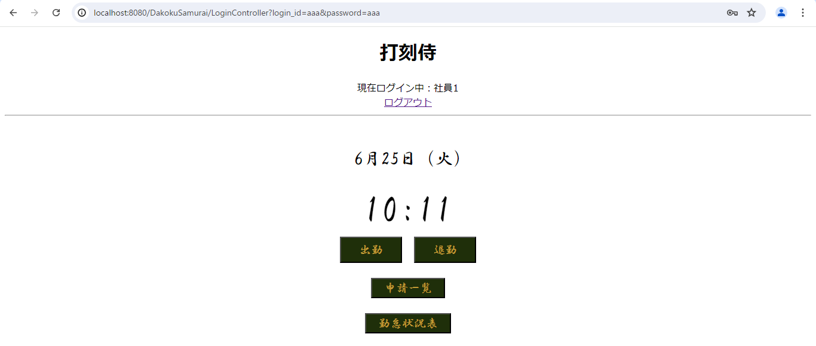 localhost:8080/DakokuSamurai/LoginController?login_id=aaa&password=aaa
打刻侍
現在ログイン中：社員1
ログアウト
6月25日（火）
10:11
出勤 退勤
申請一覧
勤怠状況表